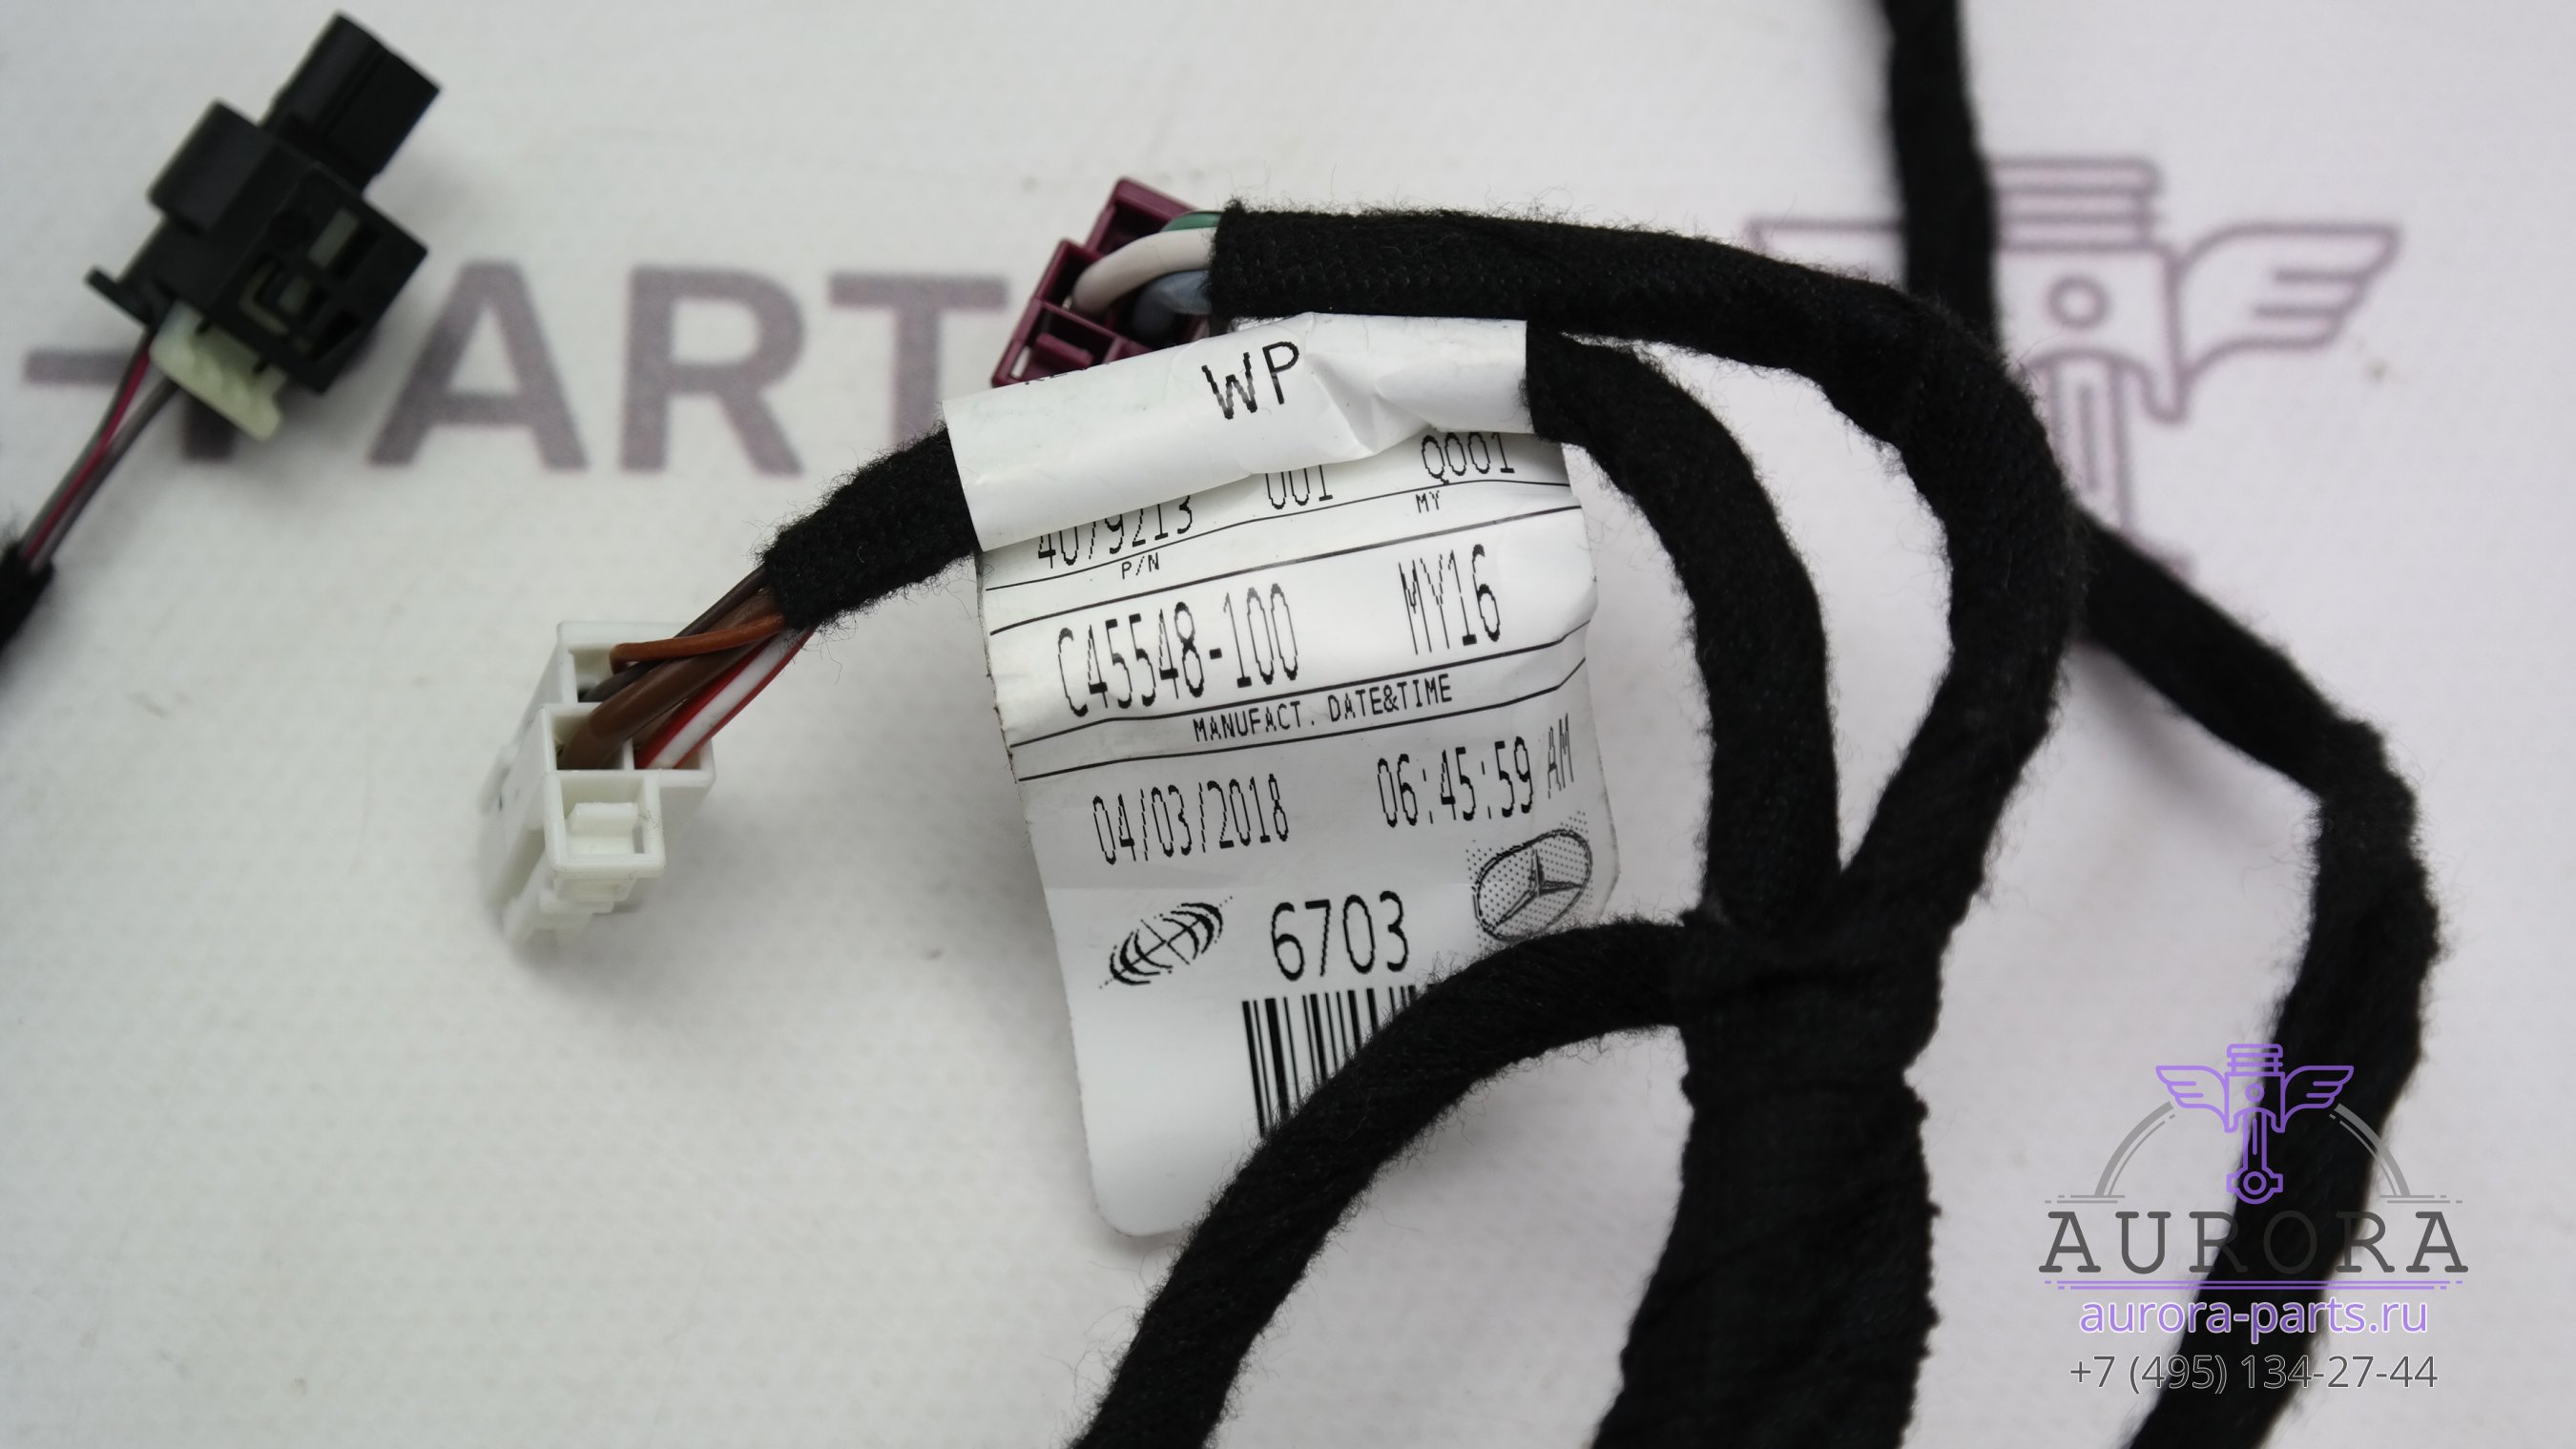 PART
WP
4079213 001 Q001
P/N MY
C45548-100 MY16
MANUFACT. DATE&TIME
04/03/2018 06:45:59 AM
6703
AURORA
aurora-parts.ru
+7 (495) 134-27-44